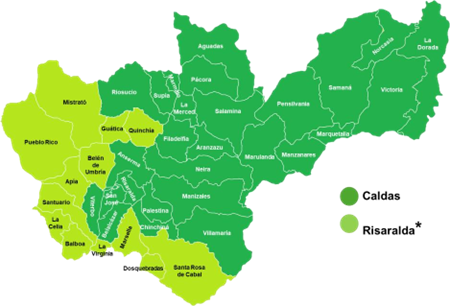 Aguadas
Norcasia
La
Dorada
Pácora
Riosucio
Supía
Marmato
La
Merced
Salamina
Pensilvania
Samaná
Victoria
Mistrató
Guática
Quinchía
Filadelfia
Aranzazu
Marulanda
Manzanares
Marquetalia
Pueblo Rico
Belén de
Umbría
Anserma
Neira
Apía
Risaralda
San
José
Manizales
Santuario
Viterbo
Belalcázar
Palestina
La
Celia
Chinchiná
Villamaría
Balboa
La
Virginia
Marsella
Dosquebradas
Santa Rosa
de Cabal
Caldas
Risaralda*